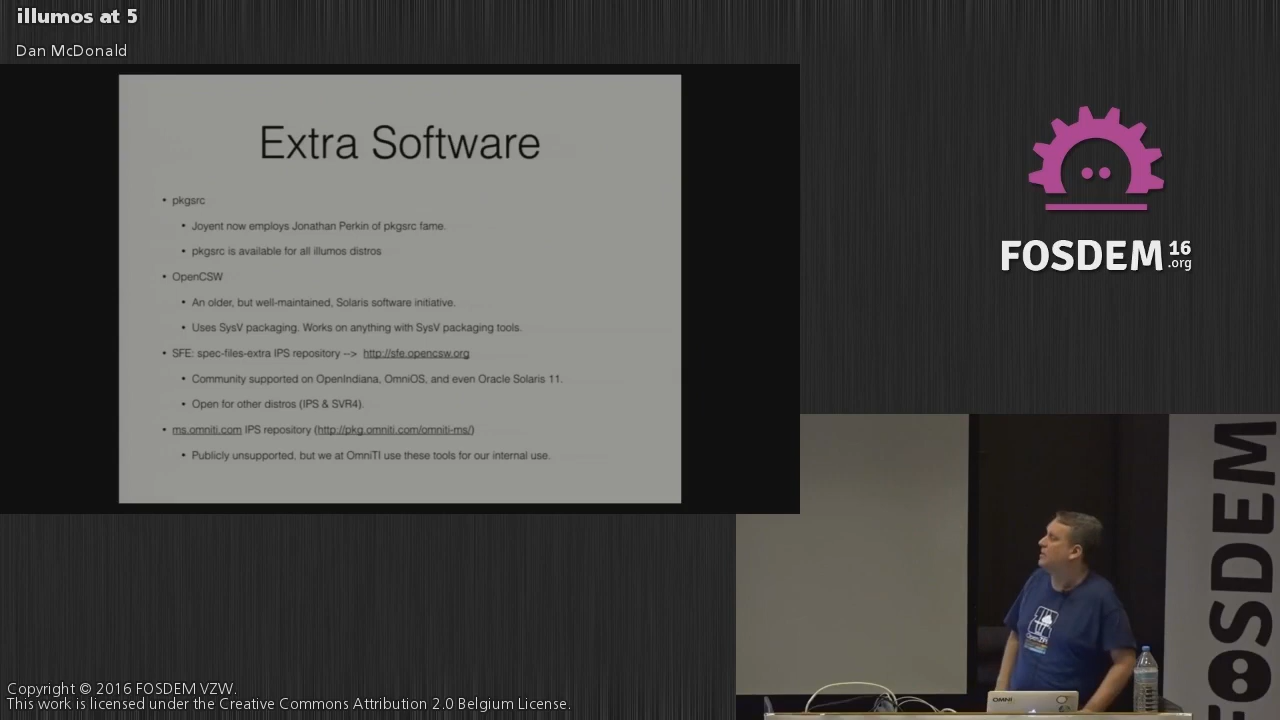 illumos at 5
Dan McDonald
Extra Software
• pkgsrc
• Joyent now employs Jonathan Perkin of pkgsrc fame.
• pkgsrc is available for all illumos distros
• OpenCSW
• An older, but well-maintained, Solaris software initiative.
• Uses SysV packaging. Works on anything with SysV packaging tools.
• SFE: spec-files-extra IPS repository --> http://sfe.opencsw.org
• Community supported on OpenIndiana, OmniOS, and even Oracle Solaris 11.
• Open for other distros (IPS & SVR4).
• ms.omniti.com IPS repository (http://pkg.omniti.com/omniti-ms/)
• Publicly unsupported, but we at OmniTI use these tools for our internal use.
FOSDEM 16
.org
FOSDEM
OMNI
Copyright © 2016 FOSDEM VZW.
This work is licensed under the Creative Commons Attribution 2.0 Belgium License